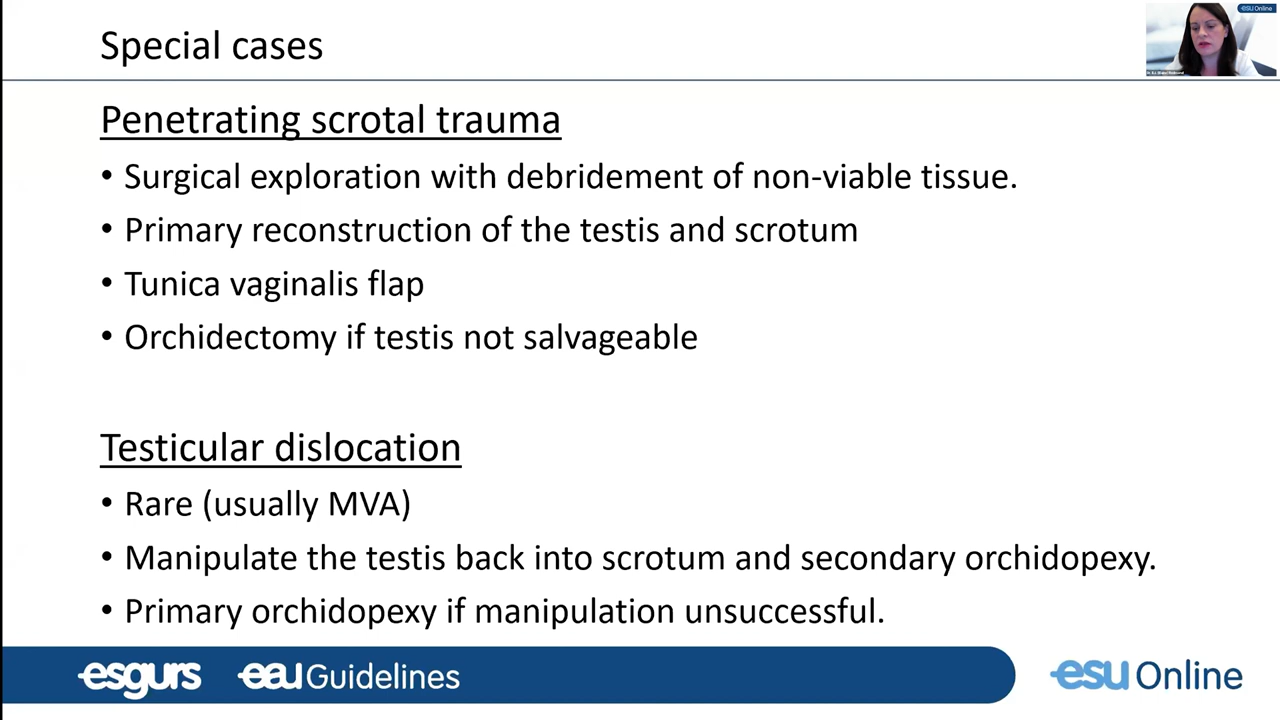 Special cases
esu Online
Penetrating scrotal trauma
• Surgical exploration with debridement of non-viable tissue.
• Primary reconstruction of the testis and scrotum
• Tunica vaginalis flap
• Orchidectomy if testis not salvageable
Testicular dislocation
• Rare (usually MVA)
• Manipulate the testis back into scrotum and secondary orchidopexy.
• Primary orchidopexy if manipulation unsuccessful.
esgurs eau Guidelines esu Online